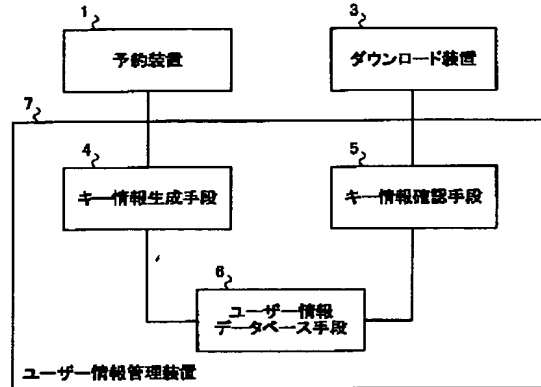 1
予約装置
3
ダウンロード装置
7
4
キー情報生成手段
5
キー情報確認手段
6
ユーザー情報
データベース手段
ユーザー情報管理装置